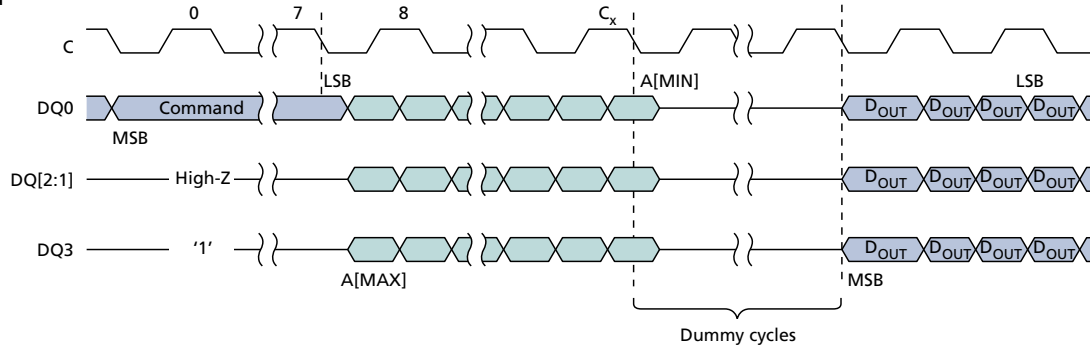 0 7 8 Cx
C
LSB A[MIN] LSB
DQ0 Command DOUT DOUT DOUT DOUT
MSB
DQ[2:1] High-Z DOUT DOUT DOUT DOUT
DQ3 '1' DOUT DOUT DOUT DOUT
A[MAX] MSB
Dummy cycles